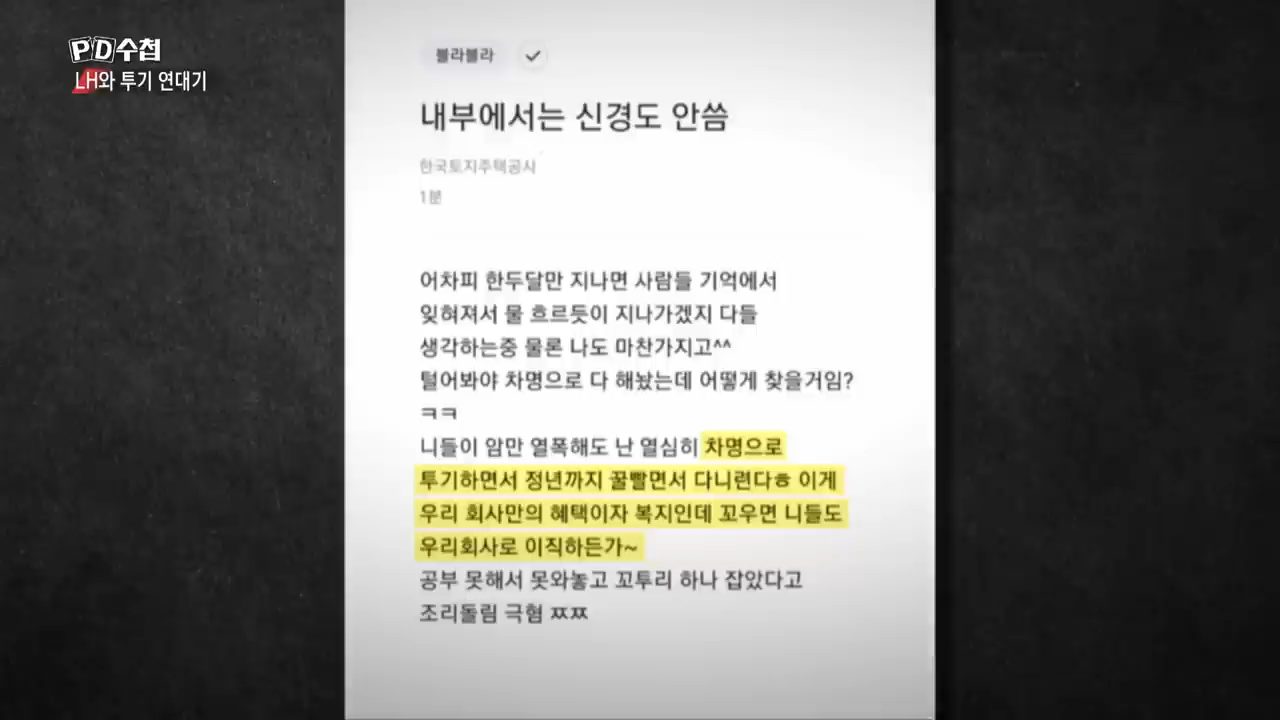 PD수첩
LH와 투기 연대기
블라블라
내부에서는 신경도 안씀
한국토지주택공사
1분
어차피 한두달만 지나면 사람들 기억에서
잊혀져서 물 흐르듯이 지나가겠지 다들
생각하는중 물론 나도 마찬가지고^^
털어봐야 차명으로 다 해놨는데 어떻게 찾을거임?
ㅋㅋ
니들이 암만 열폭해도 난 열심히 차명으로
투기하면서 정년까지 꿀빨면서 다니련다ㅎ 이게
우리 회사만의 혜택이자 복지인데 꼬우면 니들도
우리회사로 이직하든가~
공부 못해서 못와놓고 꼬투리 하나 잡았다고
조리돌림 극혐 ㅉㅉ